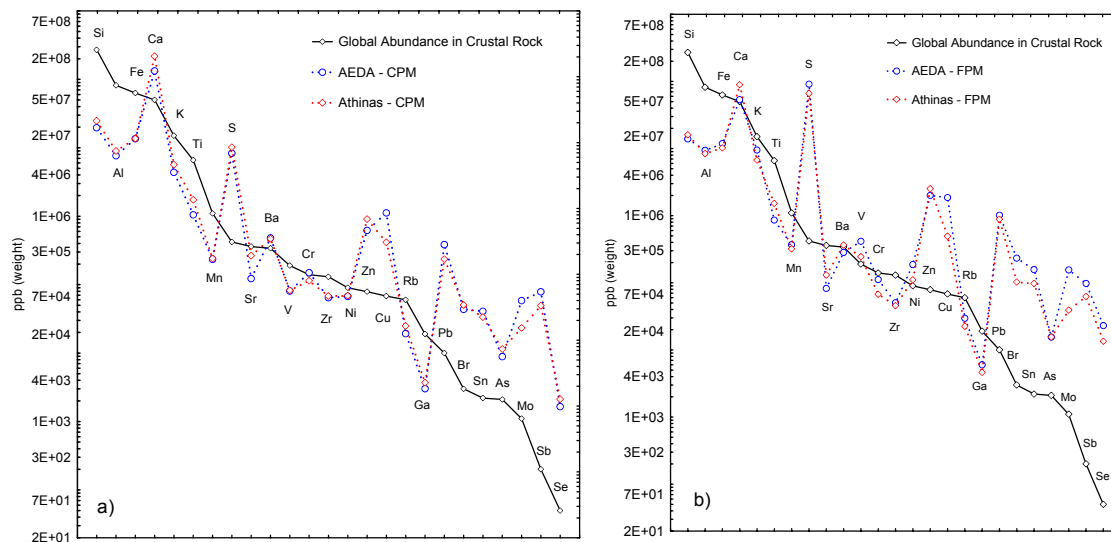 7E+08
2E+08
5E+07
2E+07
4E+06
1E+06
3E+05
7E+04
2E+04
4E+03
1E+03
3E+02
7E+01
2E+01
ppb (weight)
Global Abundance in Crustal Rock
AEDA - CPM
Athinas - CPM
Si
Al
Fe
Ca
K
Ti
Mn
S
Sr
Ba
V
Cr
Zr
Ni
Zn
Cu
Rb
Ga
Pb
Br
Sn
As
Mo
Sb
Se
a)
7E+08
2E+08
5E+07
2E+07
4E+06
1E+06
3E+05
7E+04
2E+04
4E+03
1E+03
3E+02
7E+01
2E+01
ppb (weight)
Global Abundance in Crustal Rock
AEDA - FPM
Athinas - FPM
Si
Al
Fe
Ca
K
Ti
Mn
S
Sr
Ba
V
Cr
Zr
Ni
Zn
Cu
Rb
Ga
Pb
Br
Sn
As
Mo
Sb
Se
b)